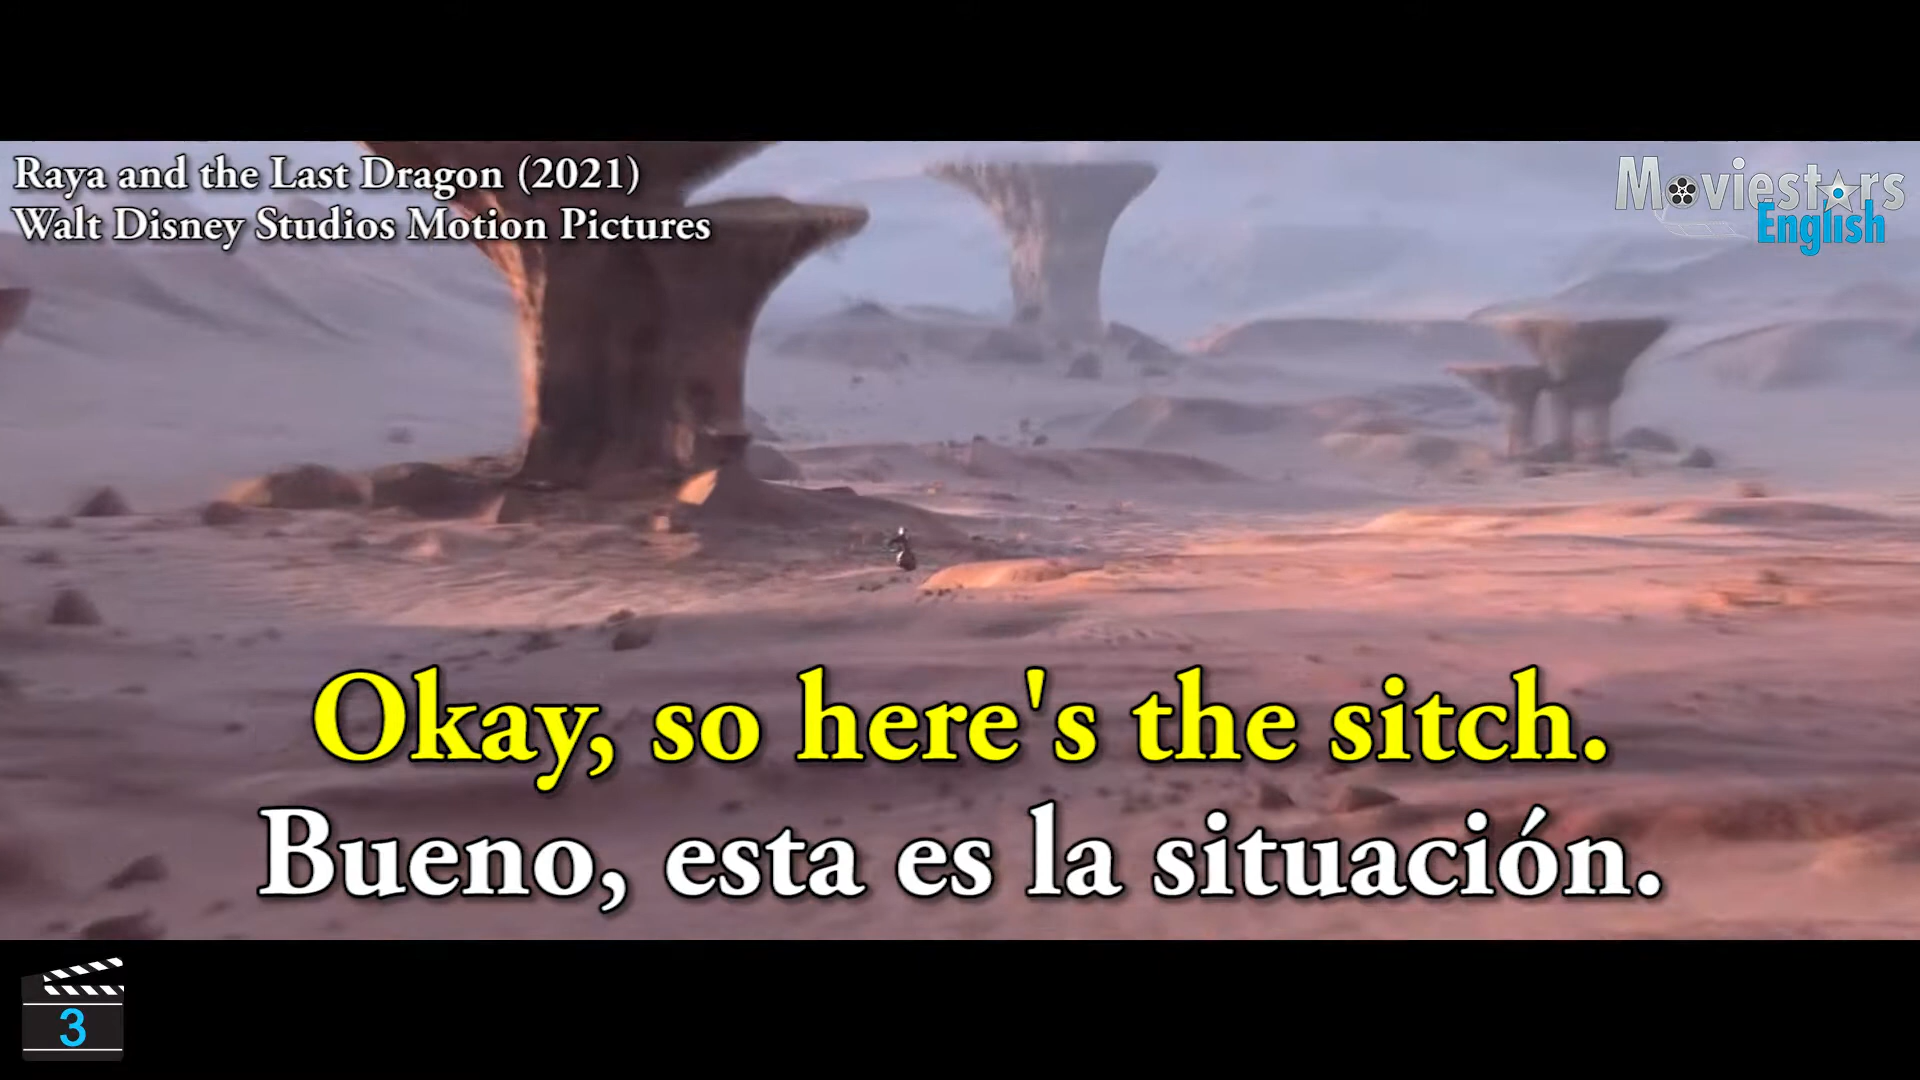 Raya and the Last Dragon (2021)
Walt Disney Studios Motion Pictures
Moviestars
English
Okay, so here's the sitch.
Bueno, esta es la situación.
3